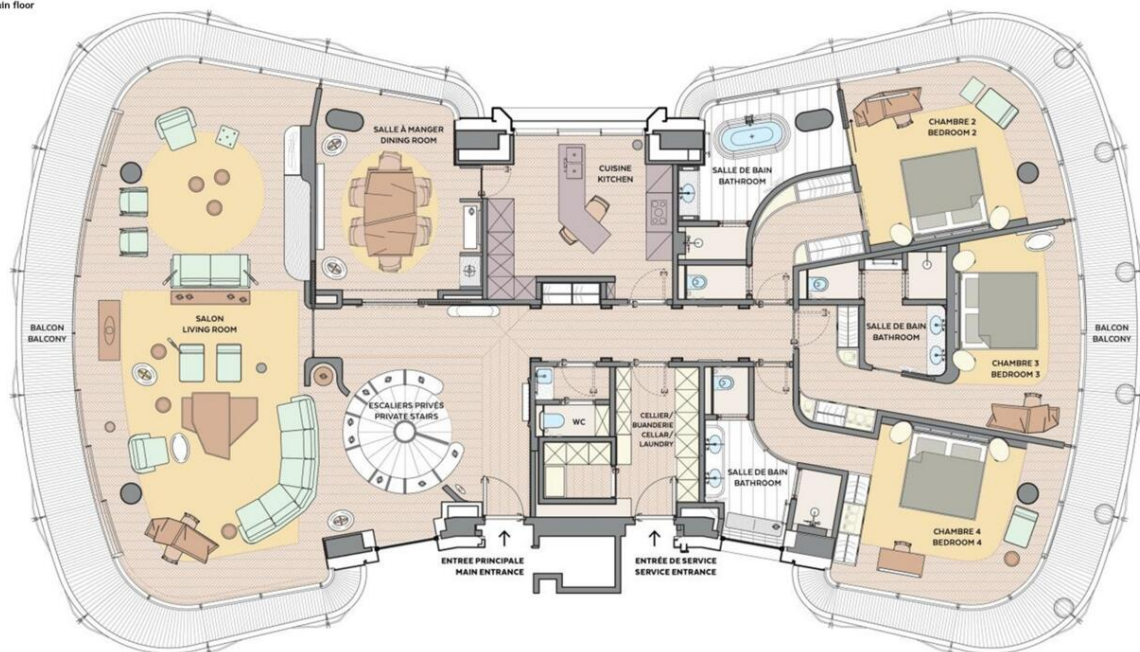 in floor
SALLE À MANGER
DINING ROOM
CUISINE
KITCHEN
SALLE DE BAIN
BATHROOM
CHAMBRE 2
BEDROOM 2
BALCON
BALCONY
SALON
LIVING ROOM
SALLE DE BAIN
BATHROOM
CHAMBRE 3
BEDROOM 3
BALCON
BALCONY
ESCALIERS PRIVÉS
PRIVATE STAIRS
WC
CELLIER/
BUANDERIE
CELLAR/
LAUNDRY
SALLE DE BAIN
BATHROOM
CHAMBRE 4
BEDROOM 4
ENTREE PRINCIPALE
MAIN ENTRANCE
ENTRÉE DE SERVICE
SERVICE ENTRANCE